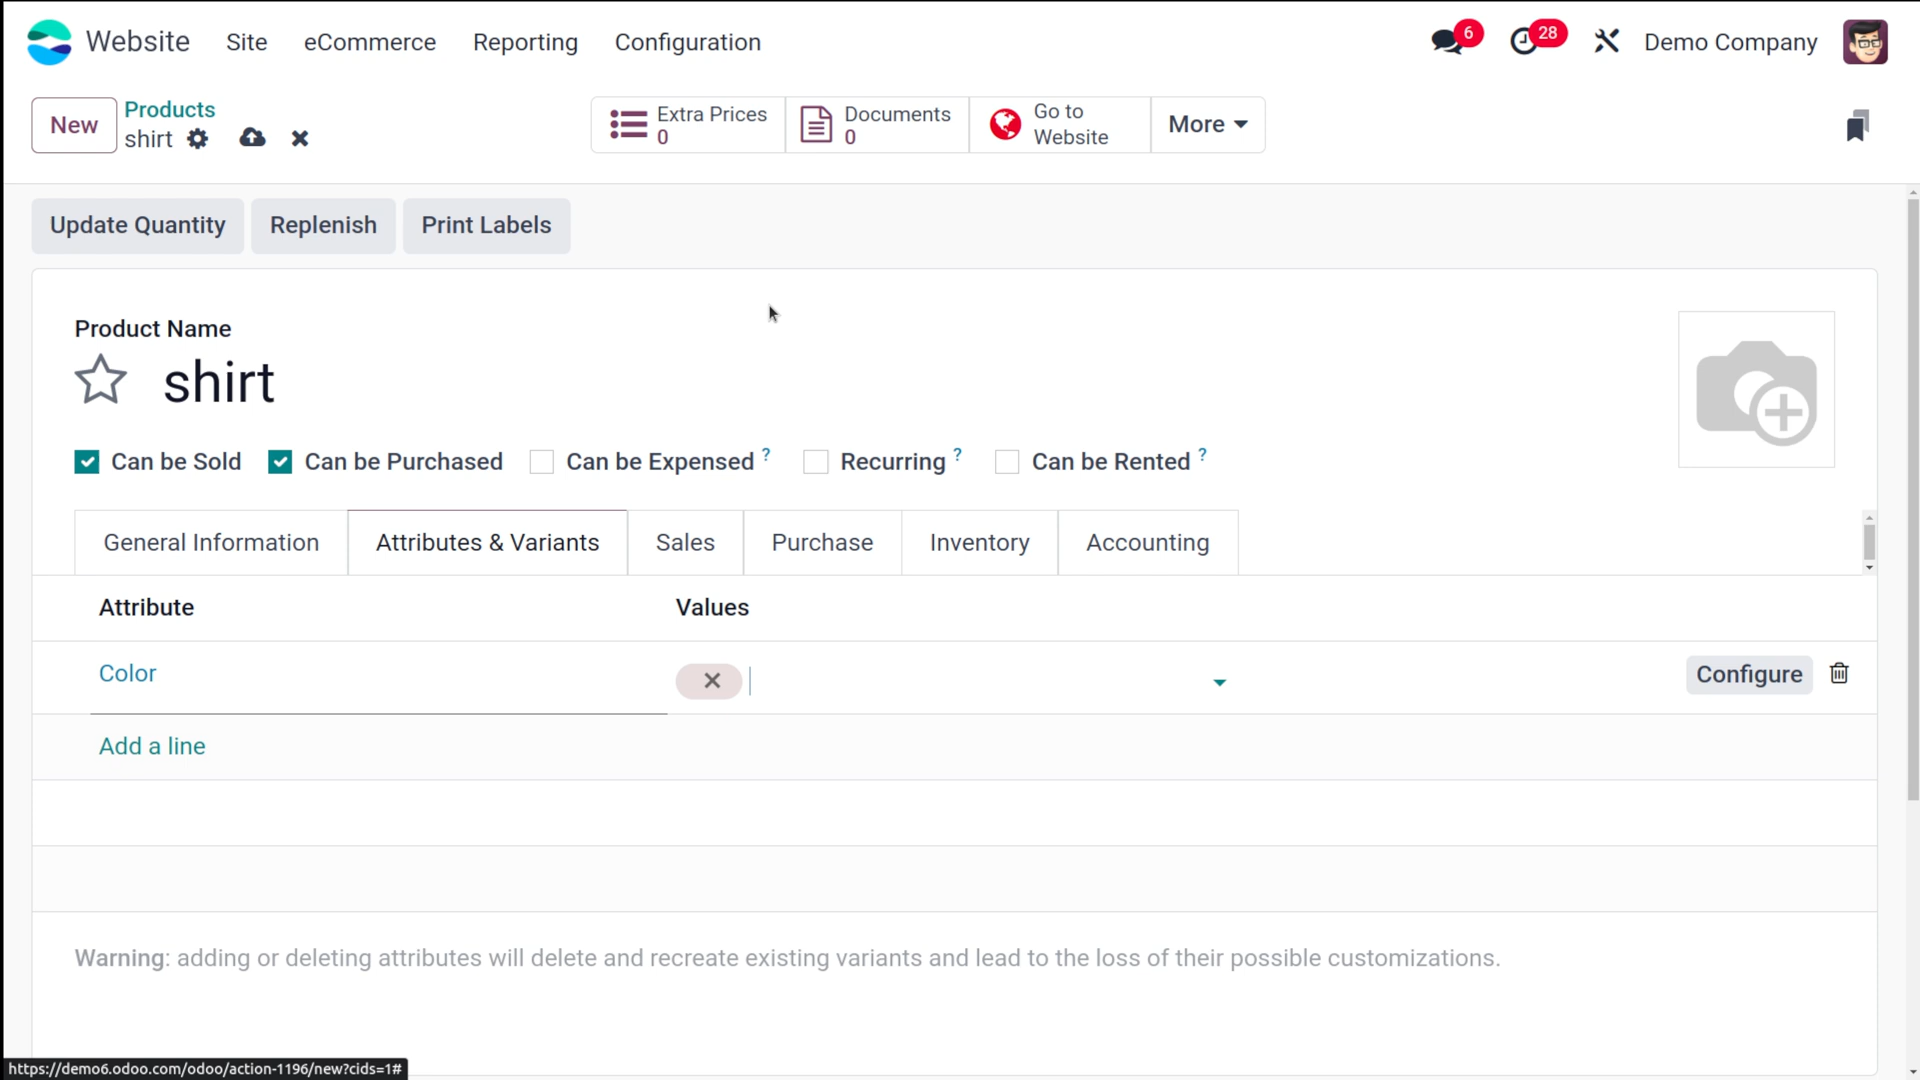 Website Site eCommerce Reporting Configuration 6 28 Demo Company
New Products Extra Prices 0 Documents 0 Go to Website More
shirt
Update Quantity Replenish Print Labels
Product Name
shirt
Can be Sold Can be Purchased Can be Expensed ? Recurring ? Can be Rented ?
General Information Attributes & Variants Sales Purchase Inventory Accounting
Attribute Values
Color Configure
Add a line
Warning: adding or deleting attributes will delete and recreate existing variants and lead to the loss of their possible customizations.
https://demo6.odoo.com/odoo/action-1196/new?cids=1#